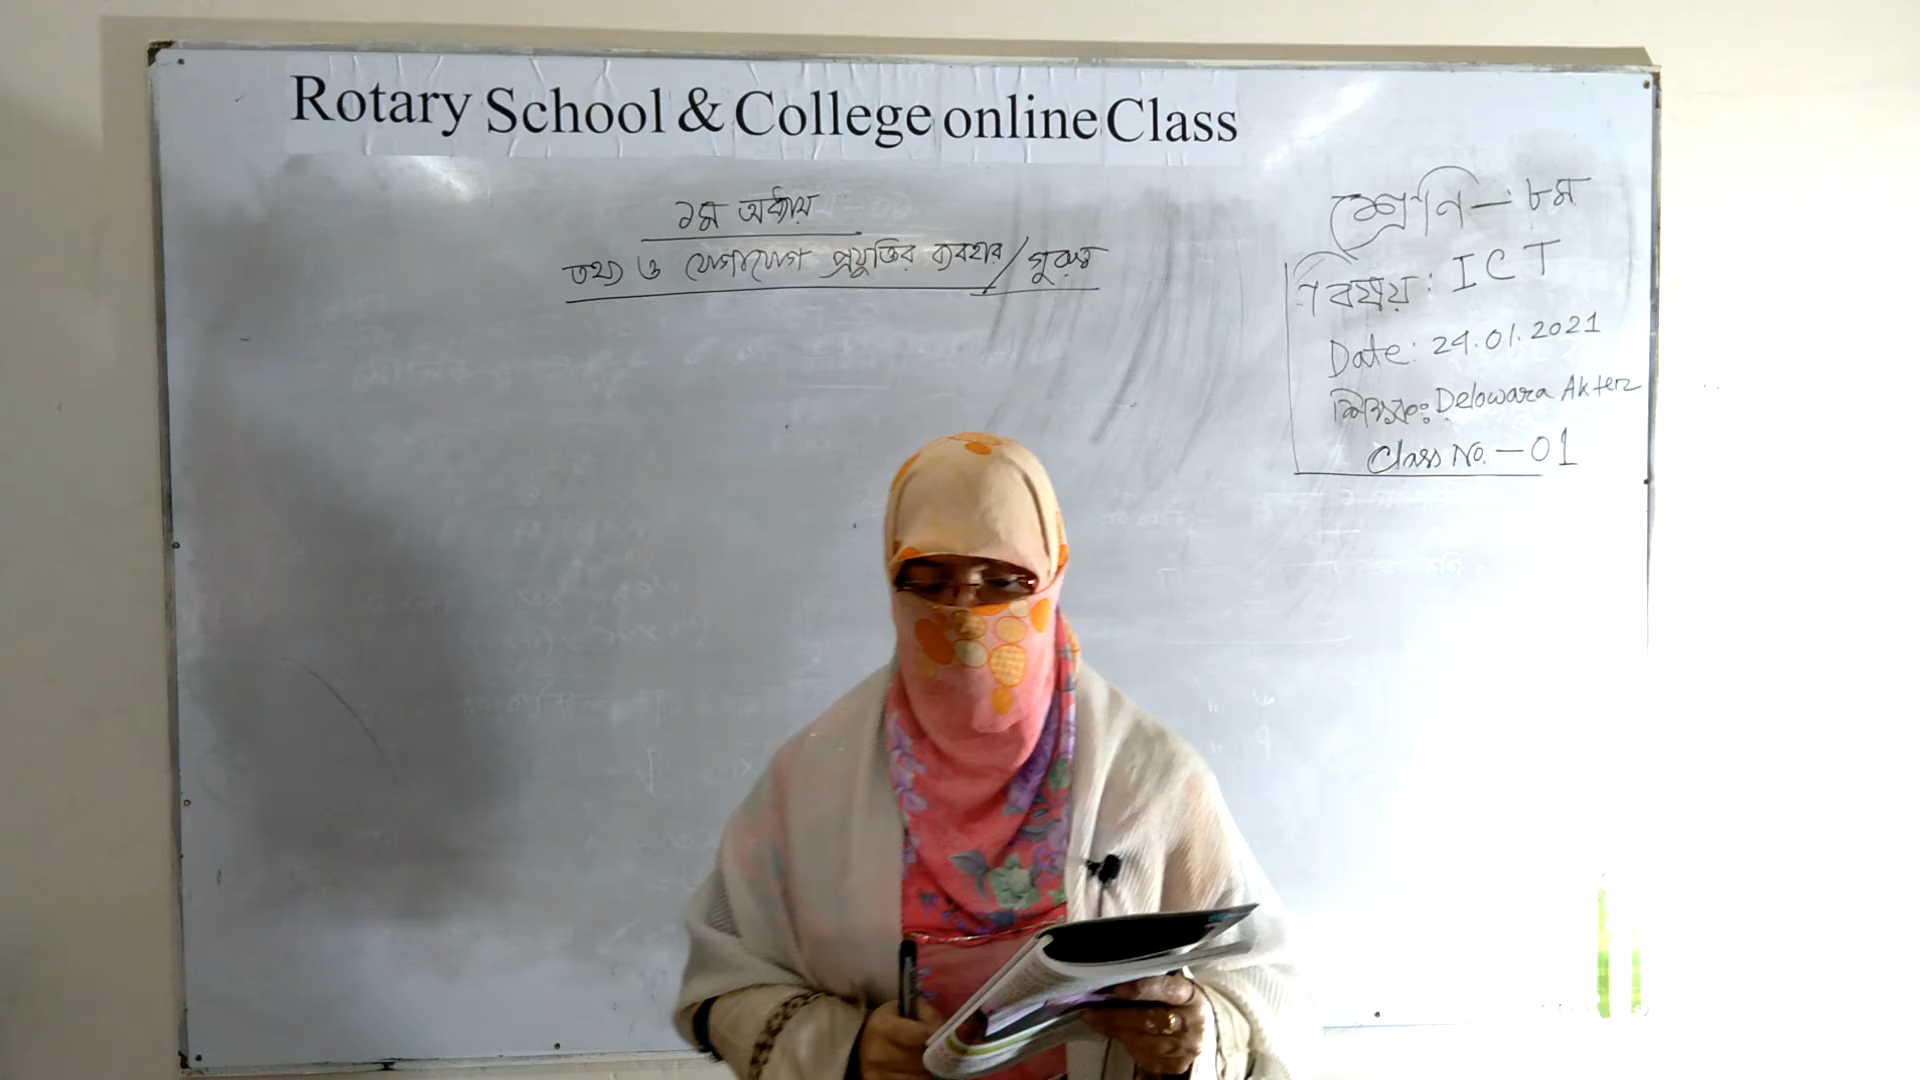 Rotary School & College online Class
১ম অধ্যায়
তথ্য ও যোগাযোগ প্রযুক্তির ব্যবহার/গুরুত্ব
শ্রেণি - ৮ম
বিষয়: ICT
Date: 24.01.2021
শিক্ষক: Delowara Akter
Class No. - 01